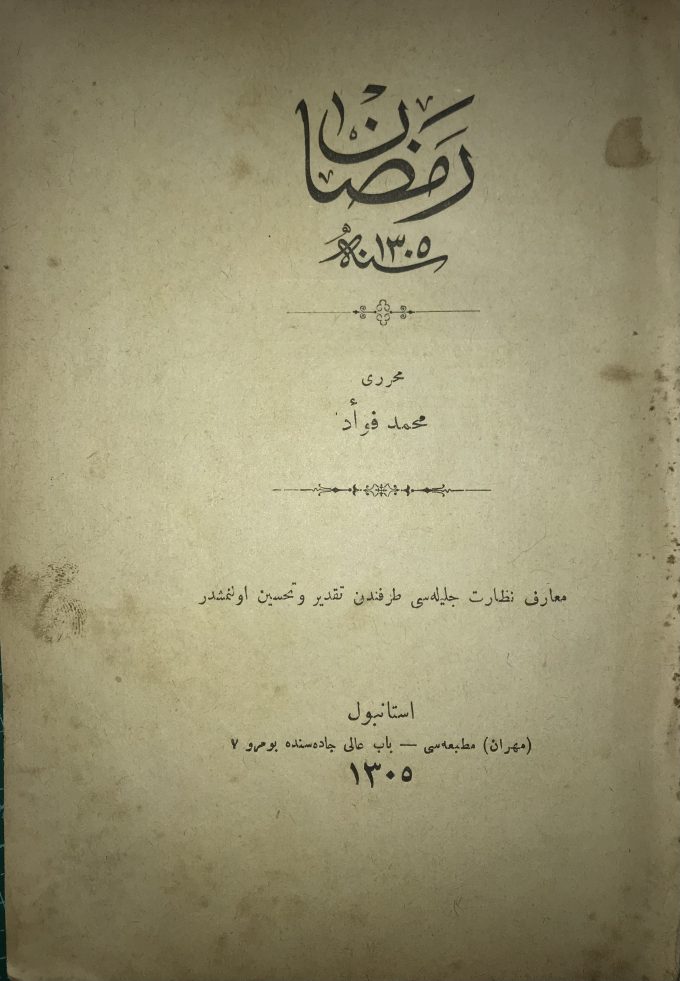 رمضان
١٣٠٥ سنه
محرری
محمد فوأد
معارف نظارت جلیله‌سی طرفندن تقدیر وتحسین اولنمشدر
استانبول
(مهران) مطبعه‌سی — باب عالی جاده‌سنده نومرو ٧
١٣٠٥